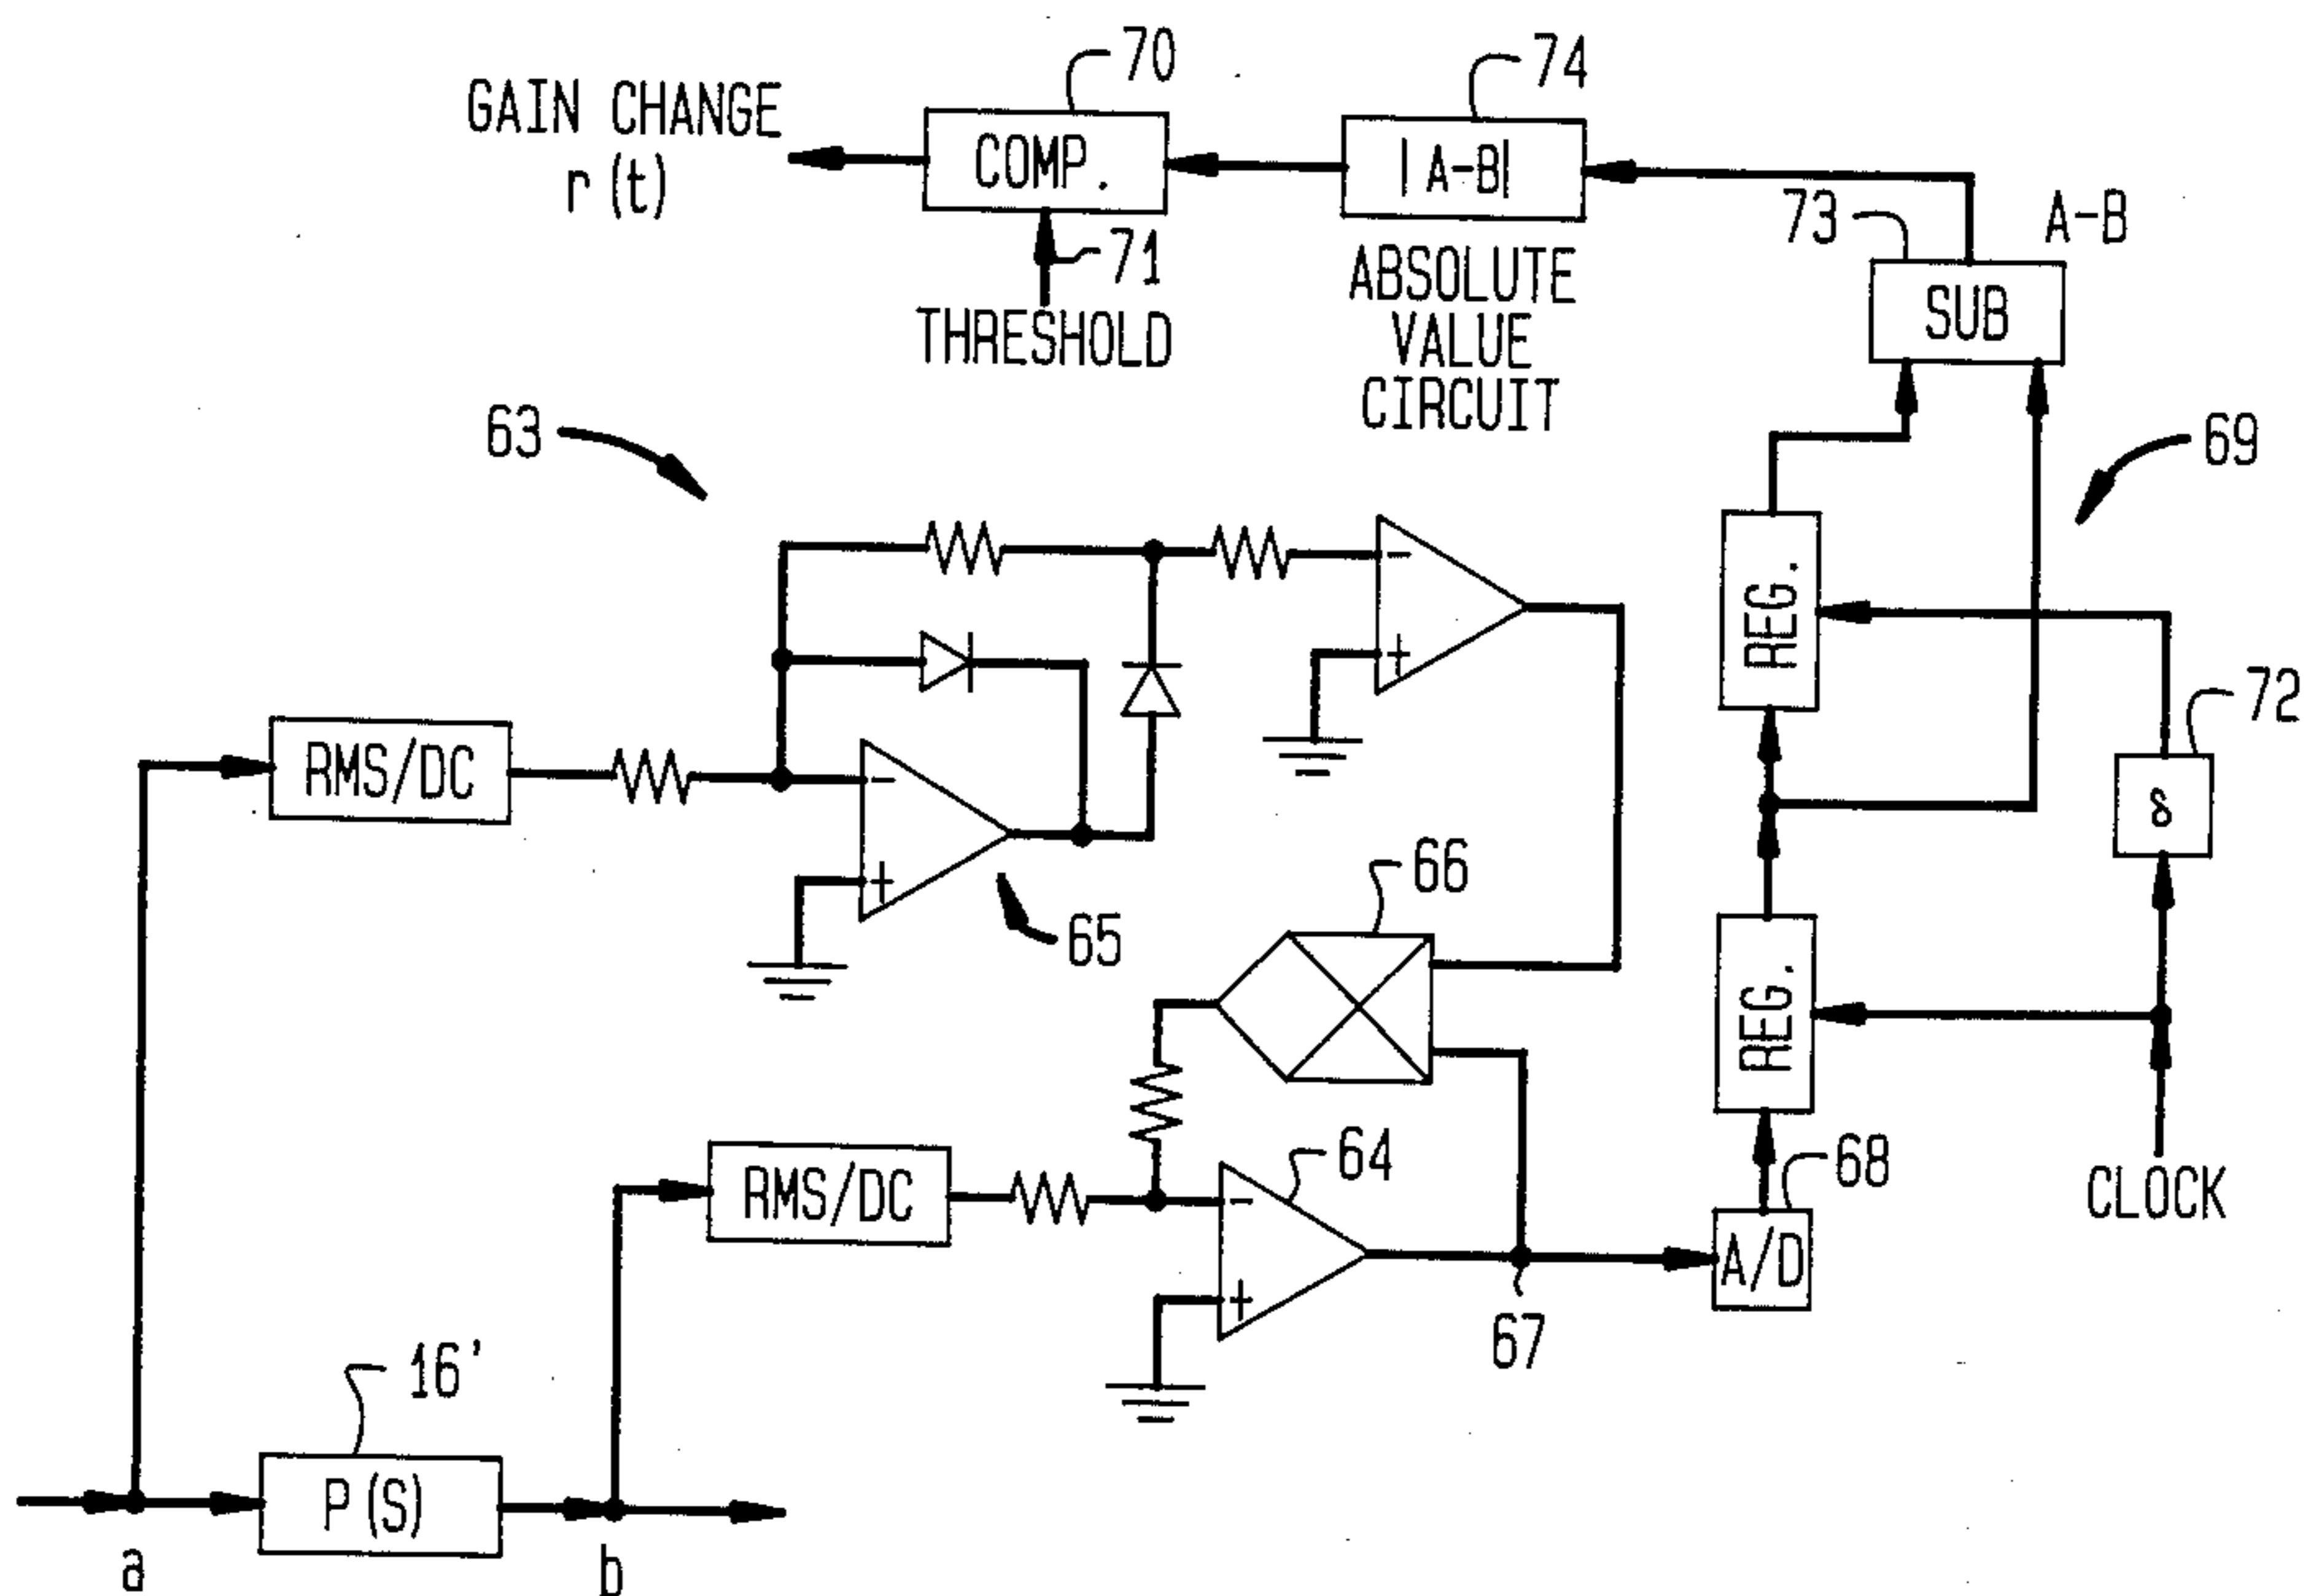 70
74
GAIN CHANGE
r(t)
COMP.
|A-B|
73
A-B
71
THRESHOLD
ABSOLUTE
VALUE
CIRCUIT
SUB
63
69
-
+
REG.
72
RMS/DC
-
+
δ
65
66
REG.
RMS/DC
64
-
+
68
CLOCK
A/D
67
16'
P(S)
a
b